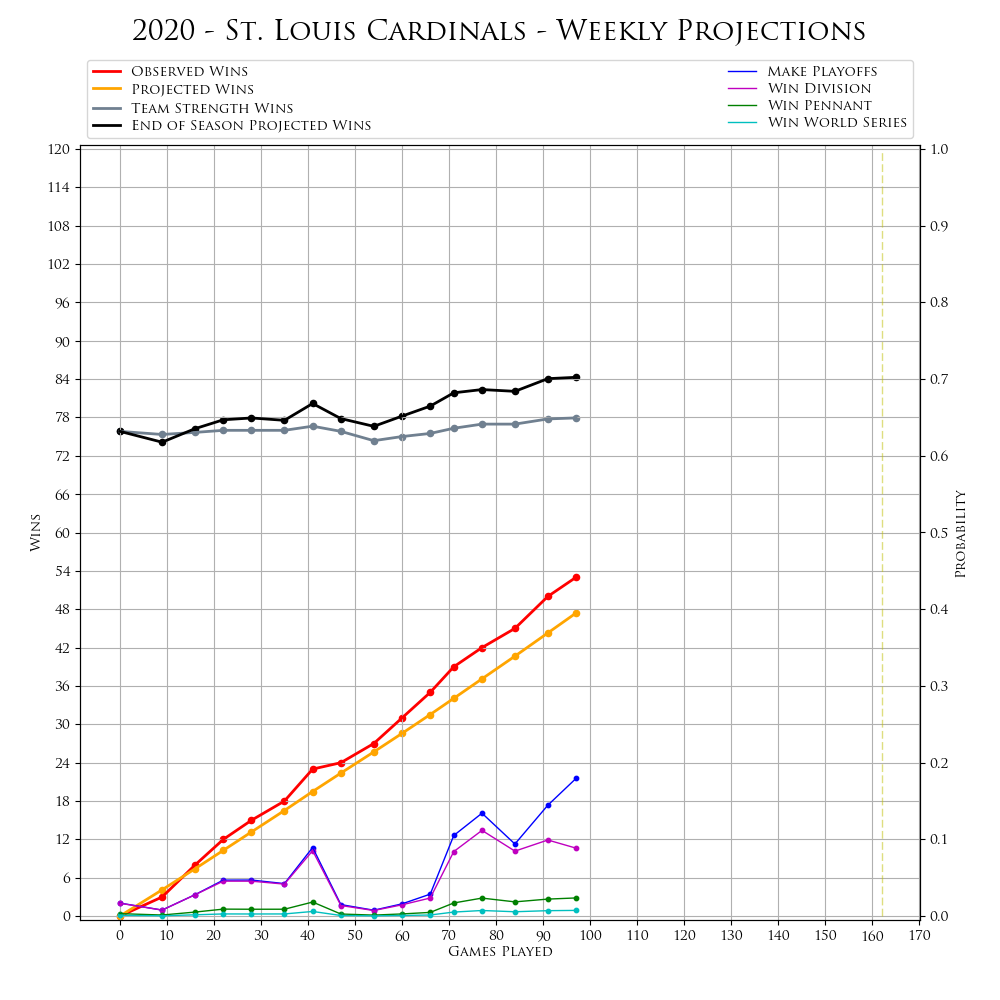 2020 - St. Louis Cardinals - Weekly Projections
Observed Wins
Projected Wins
Team Strength Wins
End of Season Projected Wins
Make Playoffs
Win Division
Win Pennant
Win World Series
120
114
108
102
96
90
84
78
72
66
60
54
48
42
36
30
24
18
12
6
0
Wins
1.0
0.9
0.8
0.7
0.6
0.5
0.4
0.3
0.2
0.1
0.0
Probability
0 10 20 30 40 50 60 70 80 90 100 110 120 130 140 150 160 170
Games Played